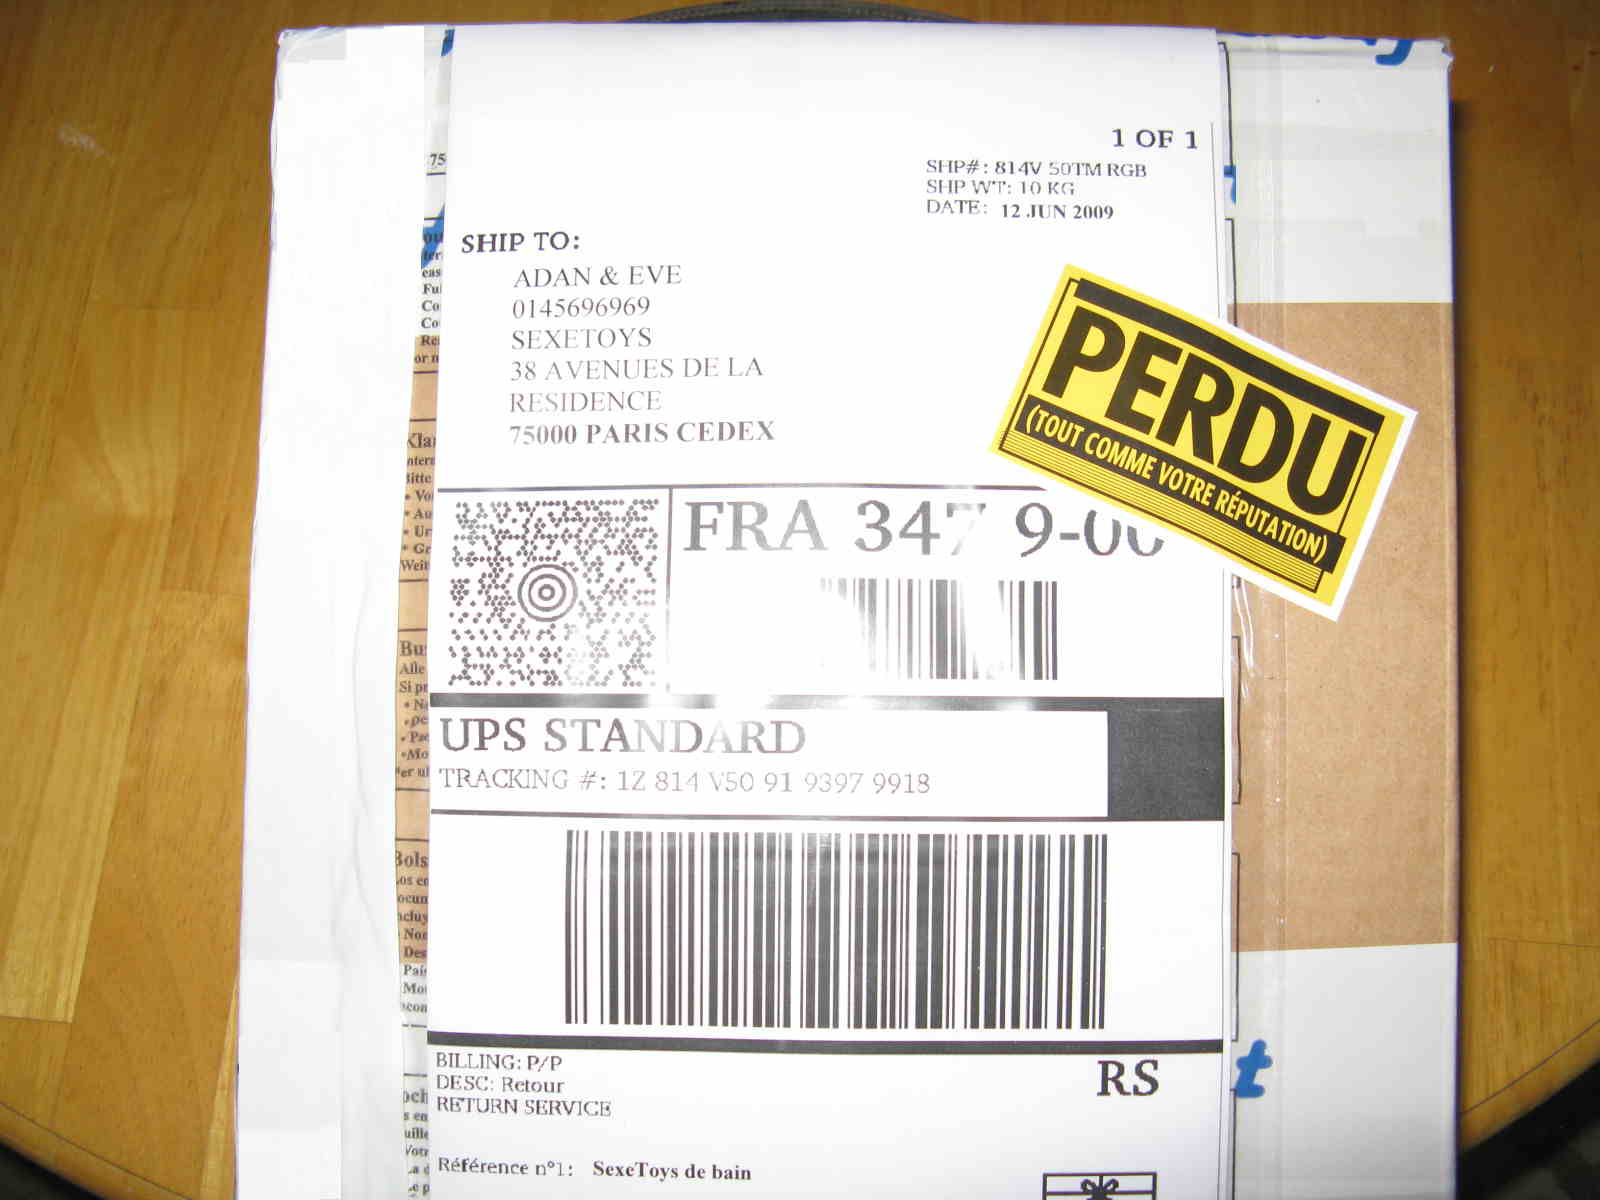 1 OF 1
SHP#: 814V 50TM RGB
SHP WT: 10 KG
DATE: 12 JUN 2009
SHIP TO:
ADAN & EVE
0145696969
SEXETOYS
38 AVENUES DE LA
RESIDENCE
75000 PARIS CEDEX
PERDU
(TOUT COMME VOTRE RÉPUTATION)
FRA 347 9-00
UPS STANDARD
TRACKING #: 1Z 814 V50 91 9397 9918
BILLING: P/P
DESC: Retour
RETURN SERVICE
RS
t
Référence n°1: SexeToys de bain